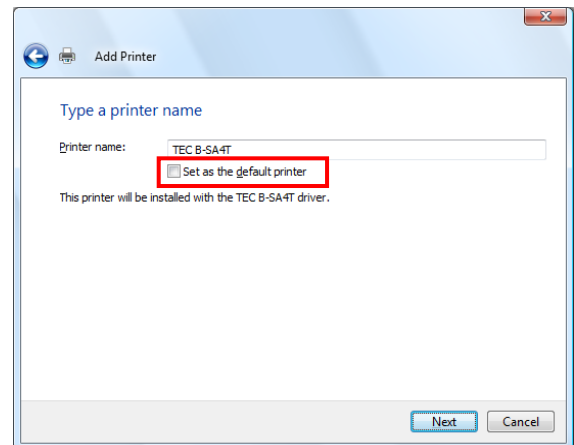 Add Printer
Type a printer name
Printer name: TEC B-SA4T
Set as the default printer
This printer will be installed with the TEC B-SA4T driver.
Next Cancel